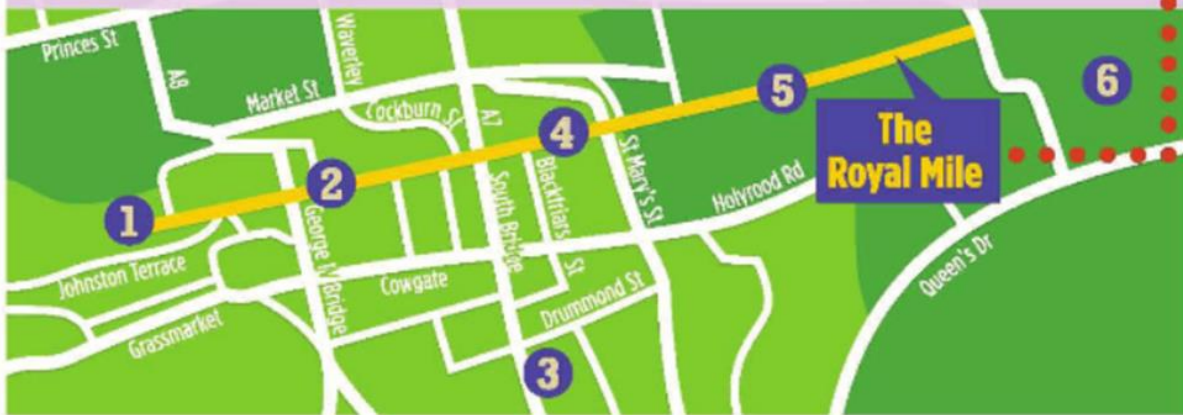 Princes St
A8
Waverley
Market St
Cockburn St
A7
5
6
The
Royal Mile
4
St Mary's St
Holyrood Rd
2
1
Blackfriars St
South Bridge
George IV Bridge
Johnston Terrace
Cowgate
Queen's Dr
Drummond St
Grassmarket
3